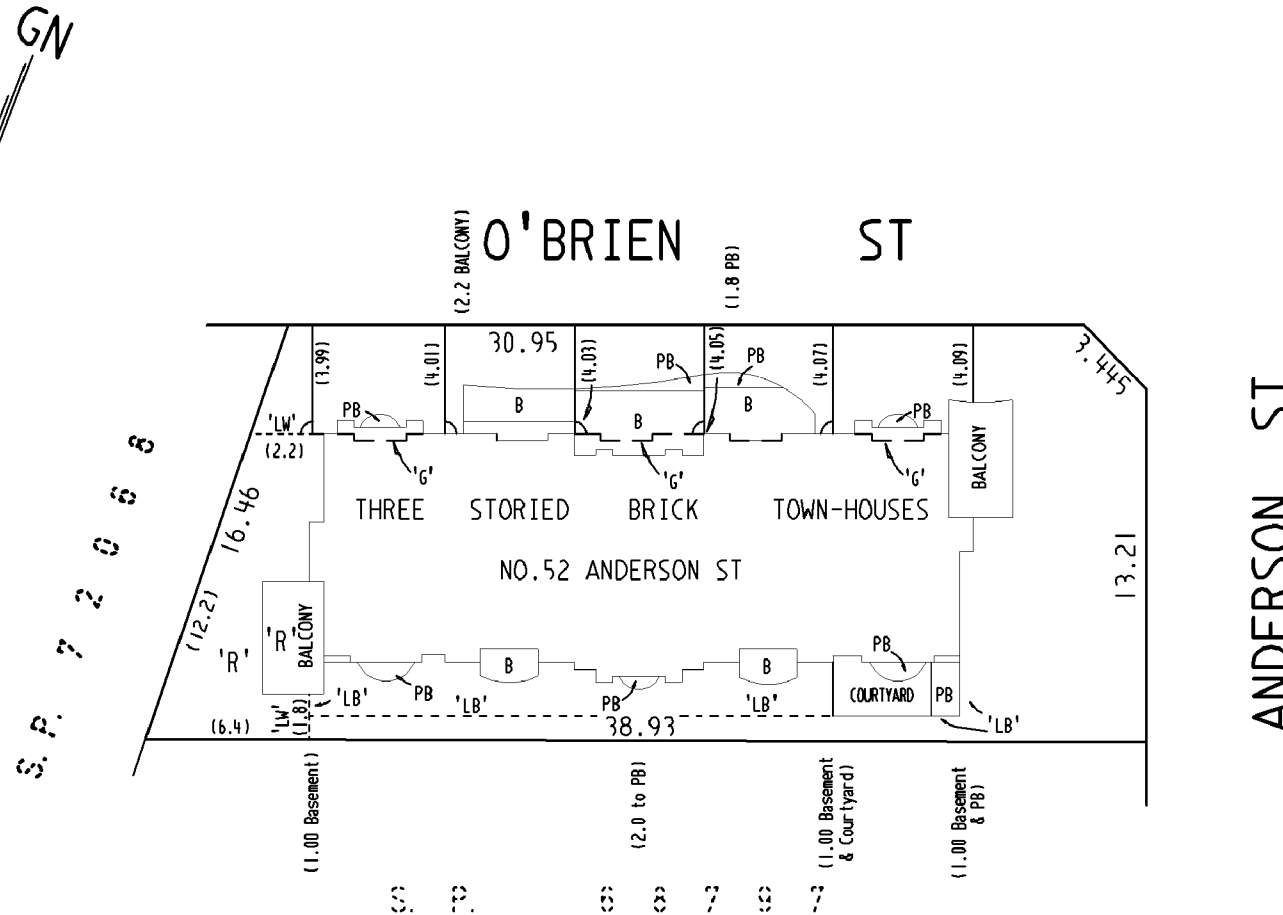 GN
O'BRIEN ST
(2.2 BALCONY)
(1.8 PB)
30.95
3.445
(3.99)
(4.01)
(4.03)
(4.05)
(4.07)
(4.09)
PB
PB
PB
PB
B
B
B
'LW'
(2.2)
'G'
'G'
'G'
BALCONY
THREE STORIED BRICK TOWN-HOUSES
NO.52 ANDERSON ST
16.46
13.21
ANDERSON ST
S.P. 72068
(12.2)
'R'
'R'
BALCONY
B
B
PB
PB
PB
COURTYARD
PB
'LB'
'LB'
'LB'
'LB'
(6.4)
'LW'
(1.8)
38.93
(1.00 Basement)
(2.0 to PB)
(1.00 Basement
& Courtyard)
(1.00 Basement
& PB)